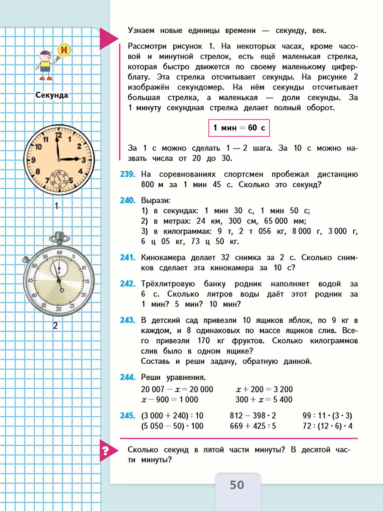 Узнаем новые единицы времени — секунду, век.
Рассмотри рисунок 1. На некоторых часах, кроме часо-
вой и минутной стрелок, есть ещё маленькая стрелка,
которая быстро движется по своему маленькому цифер-
блату. Эта стрелка отсчитывает секунды. На рисунке 2
изображён секундомер. На нём секунды отсчитывает
большая стрелка, а маленькая — доли секунды. За
1 минуту секундная стрелка делает полный оборот.
1 мин = 60 с
За 1 с можно сделать 1 — 2 шага. За 10 с можно на-
звать числа от 20 до 30.
Н
Секунда
1
2
239. На соревнованиях спортсмен пробежал дистанцию
800 м за 1 мин 45 с. Сколько это секунд?
240. Вырази:
1) в секундах: 1 мин 30 с, 1 мин 50 с;
2) в метрах: 24 км, 300 см, 65 000 мм;
3) в килограммах: 9 т, 2 т 056 кг, 8 000 г, 3 000 г,
6 ц 05 кг, 73 ц 50 кг.
241. Кинокамера делает 32 снимка за 2 с. Сколько сним-
ков сделает эта кинокамера за 10 с?
242. Трёхлитровую банку родник наполняет водой за
6 с. Сколько литров воды даёт этот родник за
1 мин? 5 мин? 10 мин?
243. В детский сад привезли 10 ящиков яблок, по 9 кг в
каждом, и 8 одинаковых по массе ящиков слив. Все-
го привезли 170 кг фруктов. Сколько килограммов
слив было в одном ящике?
Составь и реши задачу, обратную данной.
244. Реши уравнения.
20 007 − x = 20 000 x + 200 = 3 200
x − 900 = 1 000 300 + x = 5 400
245. (3 000 + 240) : 10 812 − 398 · 2 99 : 11 · (3 · 3)
(5 050 − 50) · 100 669 + 425 : 5 72 : (12 · 6) · 4
? Сколько секунд в пятой части минуты? В десятой час-
ти минуты?
50